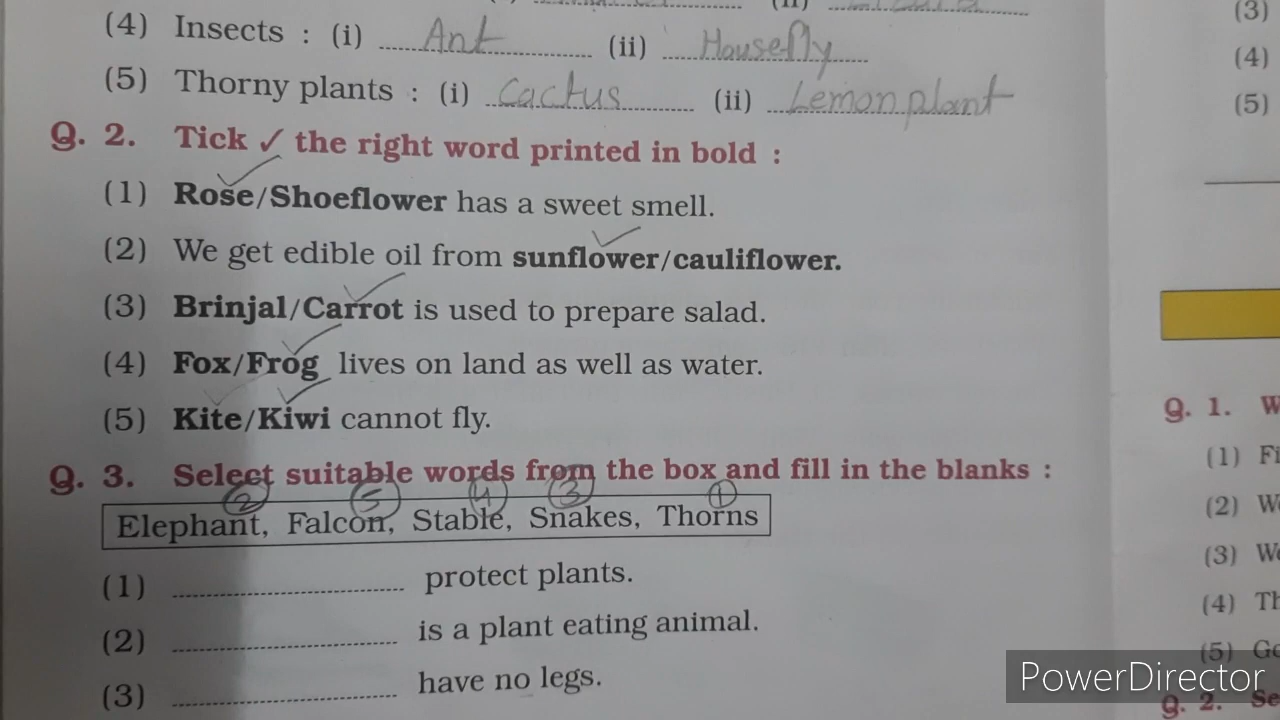 (4) Insects : (i) Ant (ii) Housefly
(5) Thorny plants : (i) Cactus (ii) Lemon plant
Q. 2. Tick ✓ the right word printed in bold :
(1) Rose/Shoeflower has a sweet smell.
(2) We get edible oil from sunflower/cauliflower.
(3) Brinjal/Carrot is used to prepare salad.
(4) Fox/Frog lives on land as well as water.
(5) Kite/Kiwi cannot fly.
Q. 3. Select suitable words from the box and fill in the blanks :
2 5 4 3 1
Elephant, Falcon, Stable, Snakes, Thorns
(1) protect plants.
(2) is a plant eating animal.
(3) have no legs.
(3)
(4)
(5)
Q. 1.
(1)
(2)
(3)
(4)
(5)
Q. 2.
PowerDirector